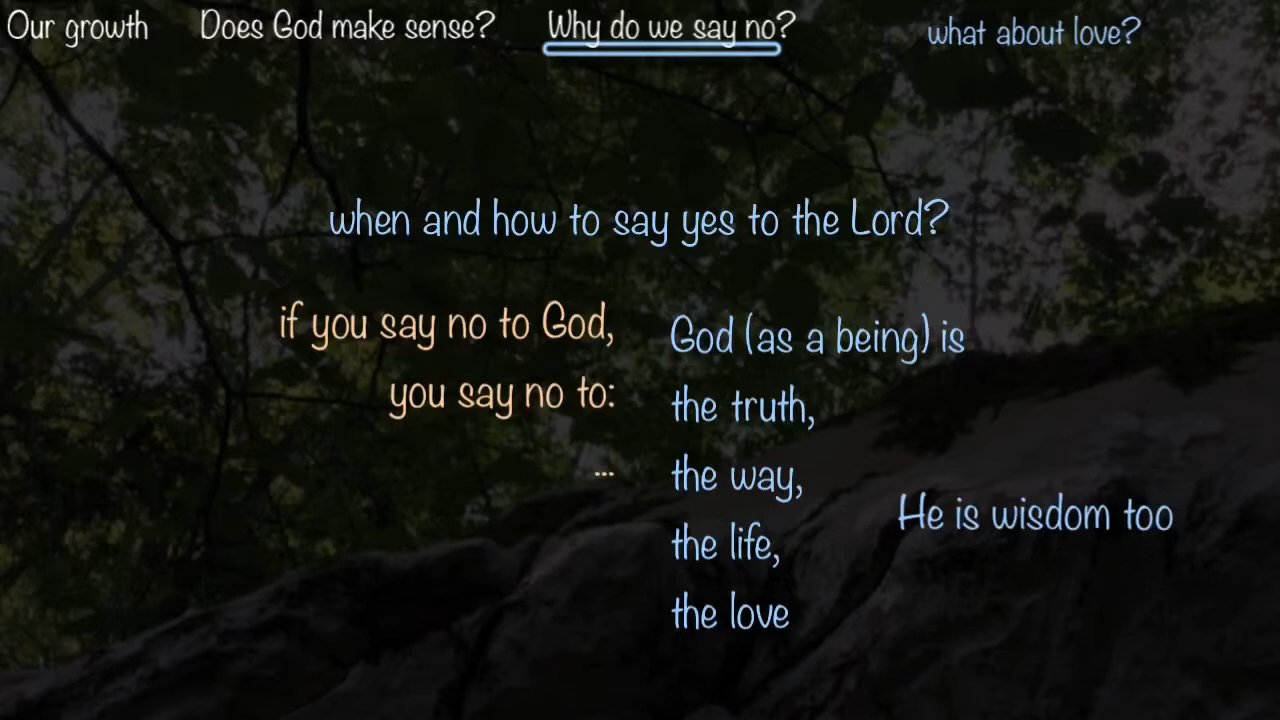 Our growth
Does God make sense?
Why do we say no?
what about love?
when and how to say yes to the Lord?
if you say no to God,
you say no to:
...
God (as a being) is
the truth,
the way,
the life,
the love
He is wisdom too